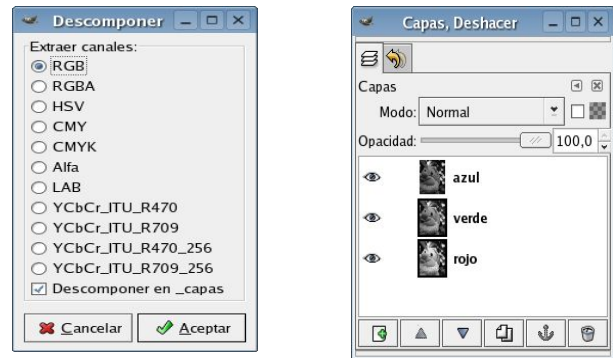 Descomponer
Extraer canales:
RGB
RGBA
HSV
CMY
CMYK
Alfa
LAB
YCbCr_ITU_R470
YCbCr_ITU_R709
YCbCr_ITU_R470_256
YCbCr_ITU_R709_256
Descomponer en _capas
Cancelar
Aceptar
Capas, Deshacer
Capas
Modo: Normal
Opacidad: 100,0
azul
verde
rojo